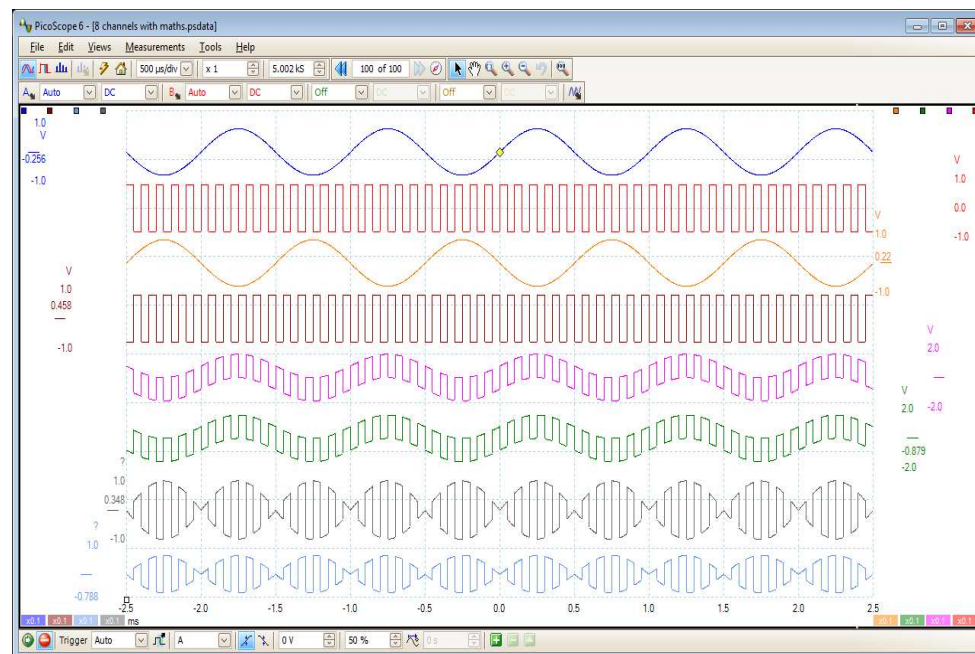 PicoScope 6 - [8 channels with maths.psdata]
File Edit Views Measurements Tools Help
500 µs/div x 1 5.002 kS 100 of 100
A Auto DC B Auto DC Off DC Off DC
1.0
V
-0.256
-1.0
V
1.0
0.0
-1.0
V
1.0
0.22
-1.0
V
1.0
0.458
-1.0
V
2.0
-2.0
V
2.0
-0.879
-2.0
?
1.0
0.348
-1.0
?
1.0
-0.788
-2.5 -2.0 -1.5 -1.0 -0.5 0.0 0.5 1.0 1.5 2.0 2.5
x0.1 x0.1 x0.1 x0.1 ms x0.1 x0.1 x0.1 x0.1
Trigger Auto A 0 V 50 % 0 s